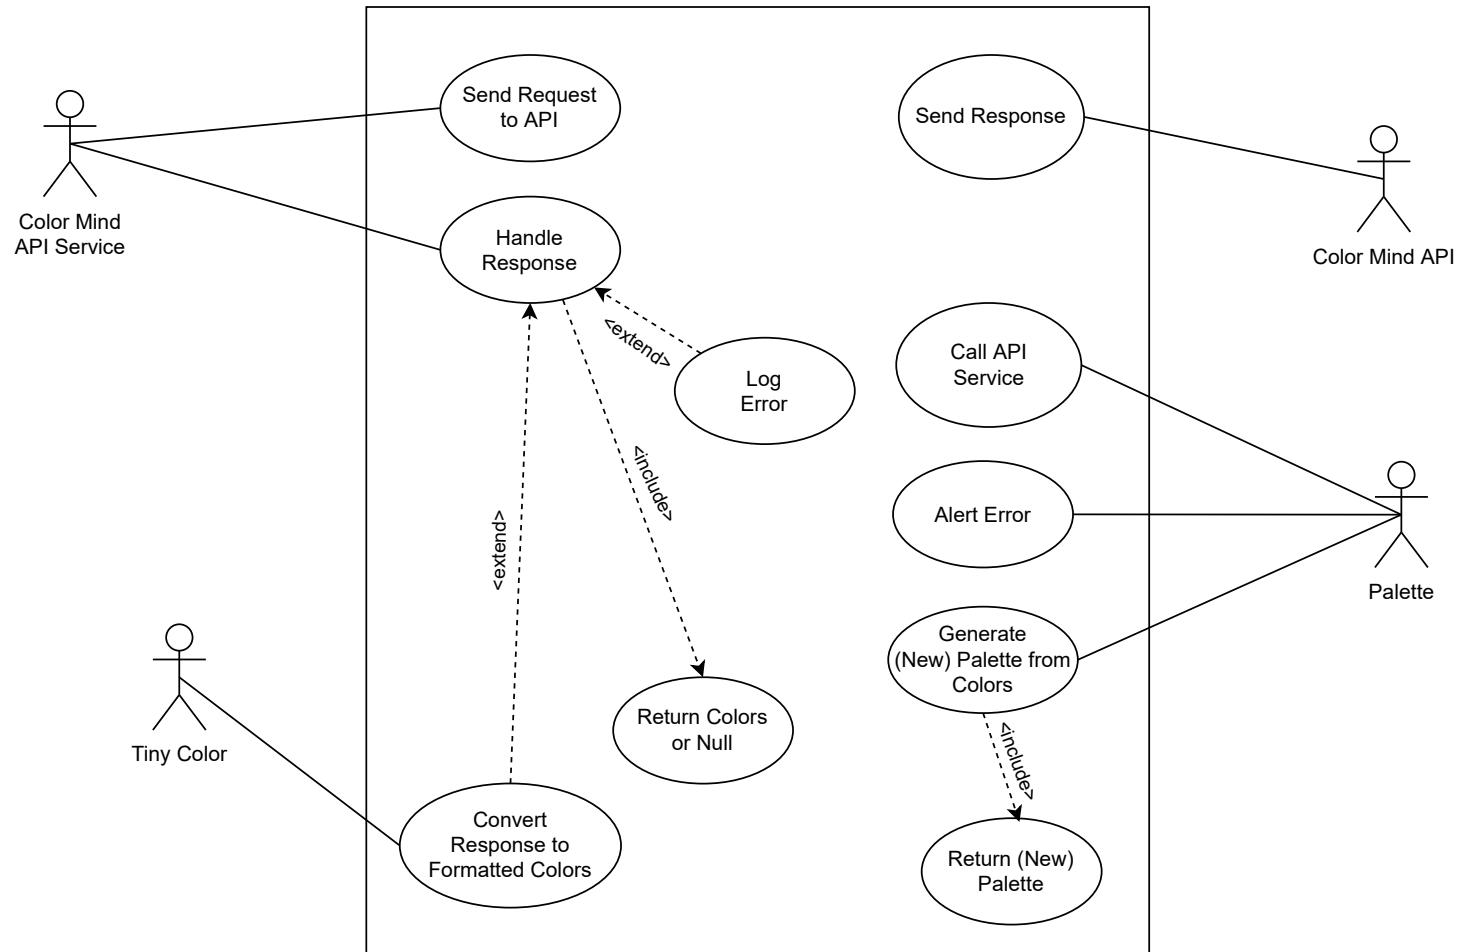 Send Request
to API
Send Response
Color Mind
API Service
Handle
Response
Color Mind API
<extend>
Log
Error
Call API
Service
<include>
<extend>
Alert Error
Palette
Generate
(New) Palette from
Colors
Tiny Color
Return Colors
or Null
<include>
Convert
Response to
Formatted Colors
Return (New)
Palette